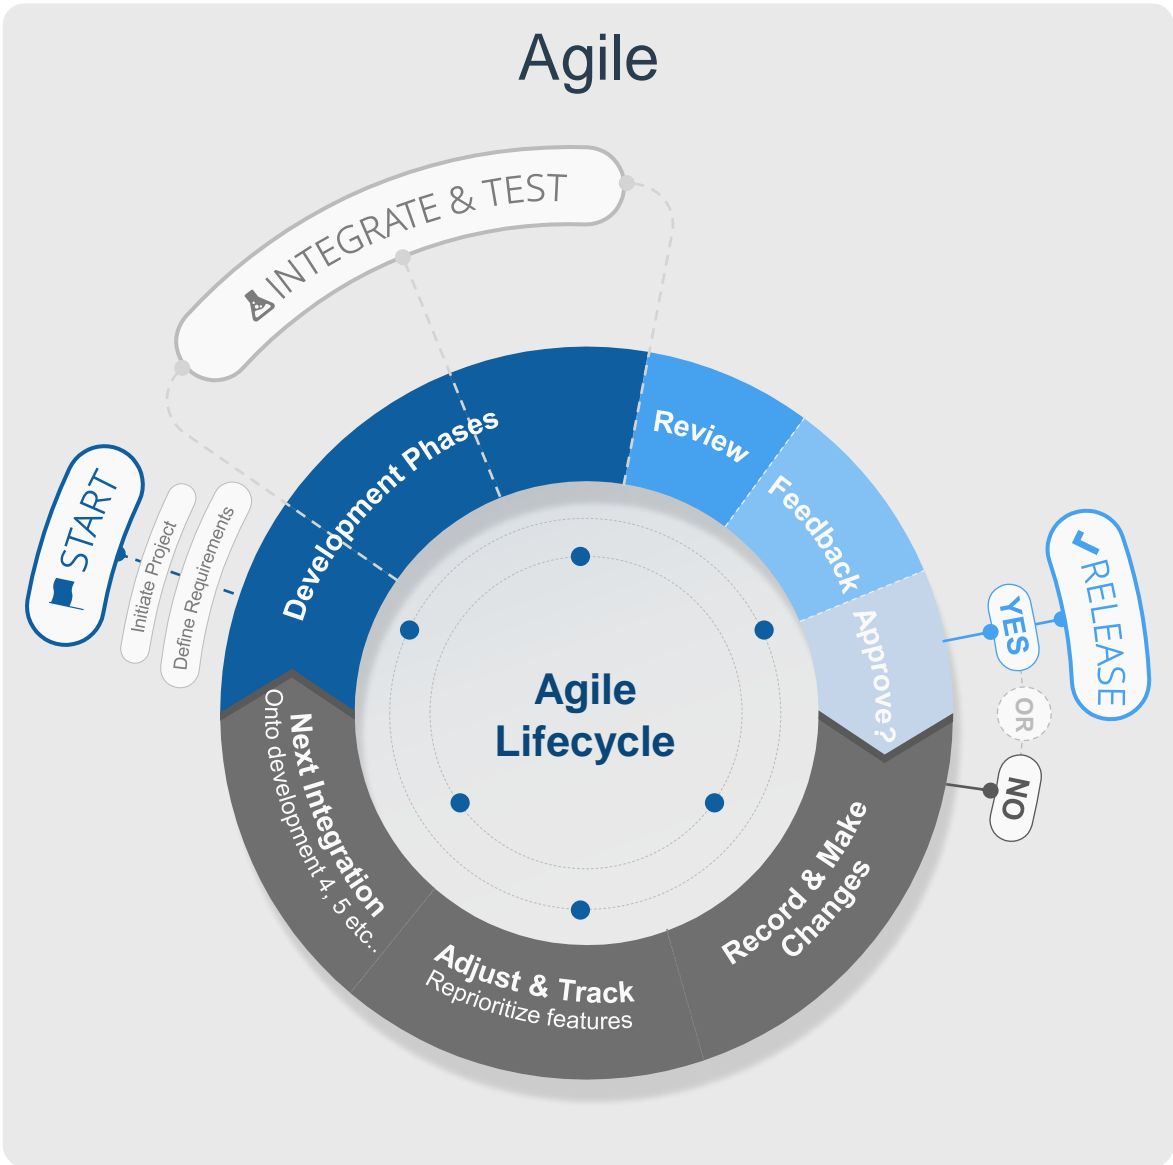 Agile
INTEGRATE & TEST
START
Initiate Project
Define Requirements
Development Phases
Review
Feedback
Approve?
YES
OR
NO
RELEASE
Record & Make
Changes
Adjust & Track
Reprioritize features
Next Integration
Onto development 4, 5 etc..
Agile
Lifecycle